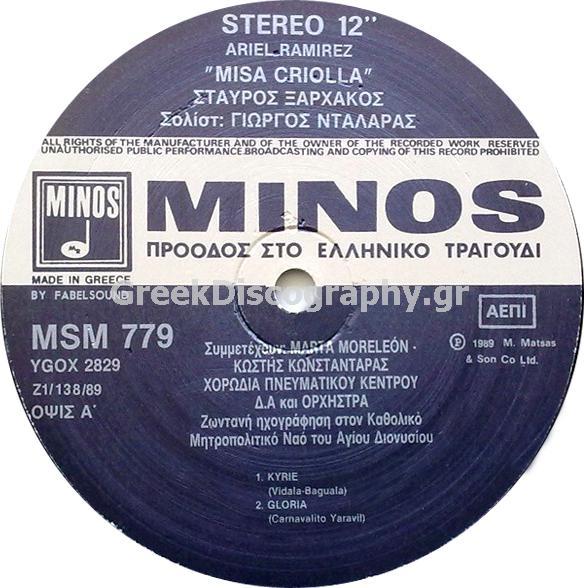 STEREO 12''
ARIEL RAMIREZ
"MISA CRIOLLA"
ΣΤΑΥΡΟΣ ΞΑΡΧΑΚΟΣ
Σολίστ: ΓΙΩΡΓΟΣ ΝΤΑΛΑΡΑΣ
ALL RIGHTS OF THE MANUFACTURER AND OF THE OWNER OF THE RECORDED WORK RESERVED
UNAUTHORISED PUBLIC PERFORMANCE.BROADCASTING AND COPYING OF THIS RECORD PROHIBITED
MINOS
MINOS
ΠΡΟΟΔΟΣ ΣΤΟ ΕΛΛΗΝΙΚΟ ΤΡΑΓΟΥΔΙ
MADE IN GREECE
BY FABELSOUND
GreekDiscography.gr
ΑΕΠΙ
MSM 779
YGOX 2829
Z1/138/89
ΟΨΙΣ Α΄
℗ 1989 M. Matsas
& Son Co Ltd.
Συμμετέχουν: MARTA MORELEÓN -
ΚΩΣΤΗΣ ΚΩΝΣΤΑΝΤΑΡΑΣ
ΧΟΡΩΔΙΑ ΠΝΕΥΜΑΤΙΚΟΥ ΚΕΝΤΡΟΥ
Δ.Α και ΟΡΧΗΣΤΡΑ
Ζωντανή ηχογράφηση στον Καθολικό
Μητροπολιτικό Ναό του Αγίου Διονυσίου
1. KYRIE
(Vidala-Baguala)
2. GLORIA
(Carnavalito Yaravil)